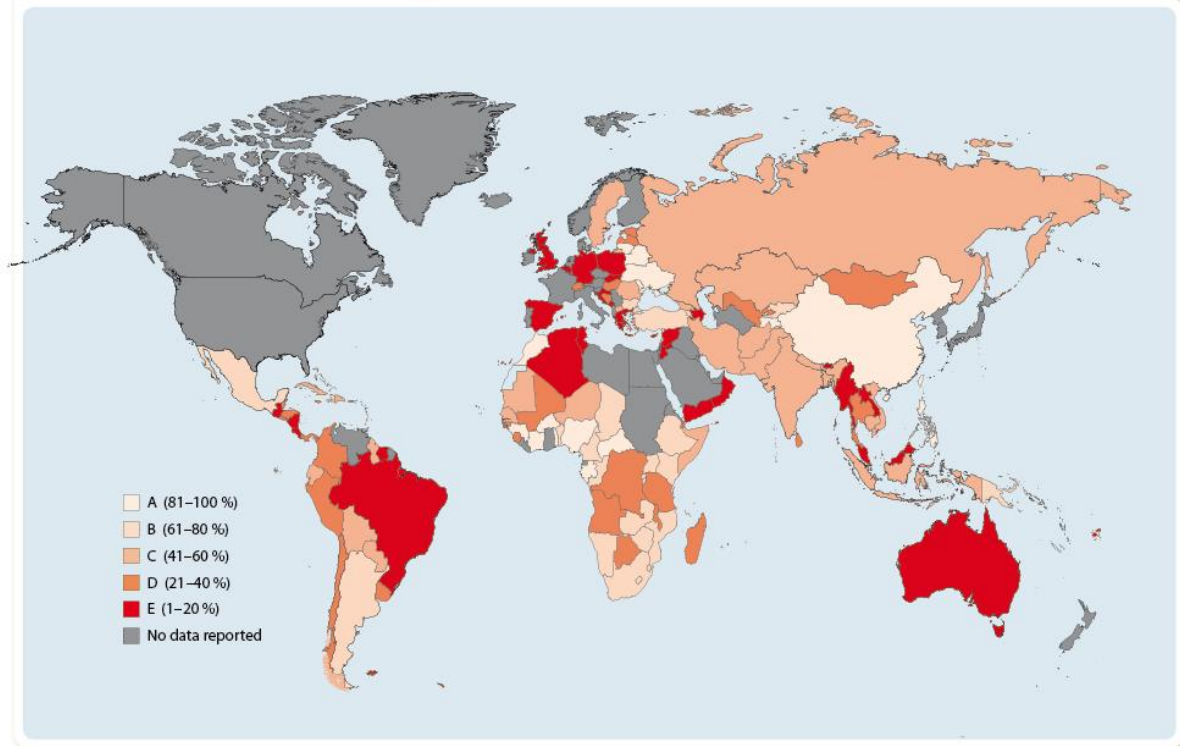 A (81–100 %)
B (61–80 %)
C (41–60 %)
D (21–40 %)
E (1–20 %)
No data reported